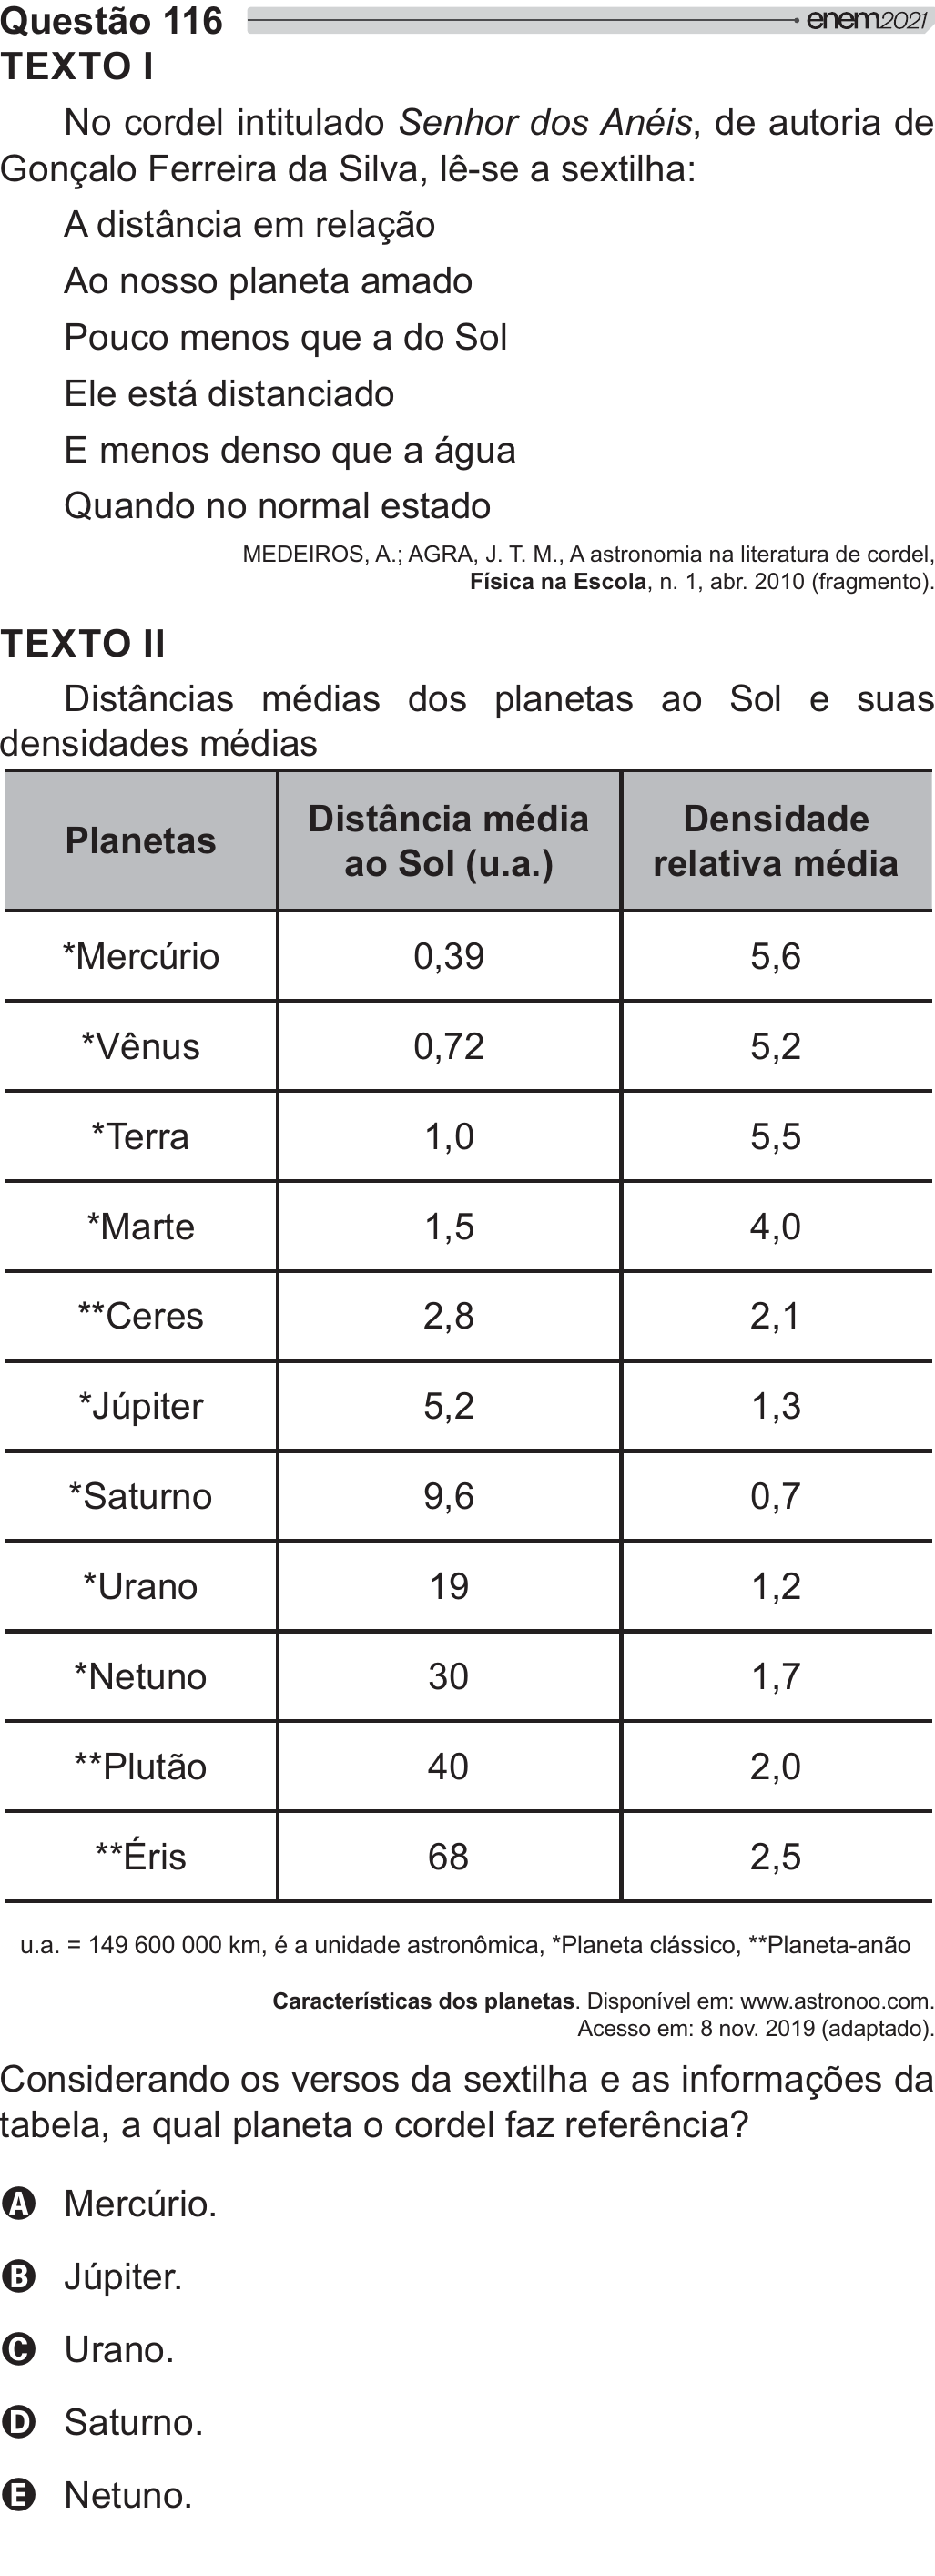 Questão 116 enem2021
TEXTO I
No cordel intitulado Senhor dos Anéis, de autoria de
Gonçalo Ferreira da Silva, lê-se a sextilha:
A distância em relação
Ao nosso planeta amado
Pouco menos que a do Sol
Ele está distanciado
E menos denso que a água
Quando no normal estado
MEDEIROS, A.; AGRA, J. T. M., A astronomia na literatura de cordel,
Física na Escola, n. 1, abr. 2010 (fragmento).
TEXTO II
Distâncias médias dos planetas ao Sol e suas
densidades médias
Planetas
Distância média
ao Sol (u.a.)
Densidade
relativa média
*Mercúrio 0,39 5,6
*Vênus 0,72 5,2
*Terra 1,0 5,5
*Marte 1,5 4,0
**Ceres 2,8 2,1
*Júpiter 5,2 1,3
*Saturno 9,6 0,7
*Urano 19 1,2
*Netuno 30 1,7
**Plutão 40 2,0
**Éris 68 2,5
u.a. = 149 600 000 km, é a unidade astronômica, *Planeta clássico, **Planeta-anão
Características dos planetas. Disponível em: www.astronoo.com.
Acesso em: 8 nov. 2019 (adaptado).
Considerando os versos da sextilha e as informações da
tabela, a qual planeta o cordel faz referência?
A Mercúrio.
B Júpiter.
C Urano.
D Saturno.
E Netuno.